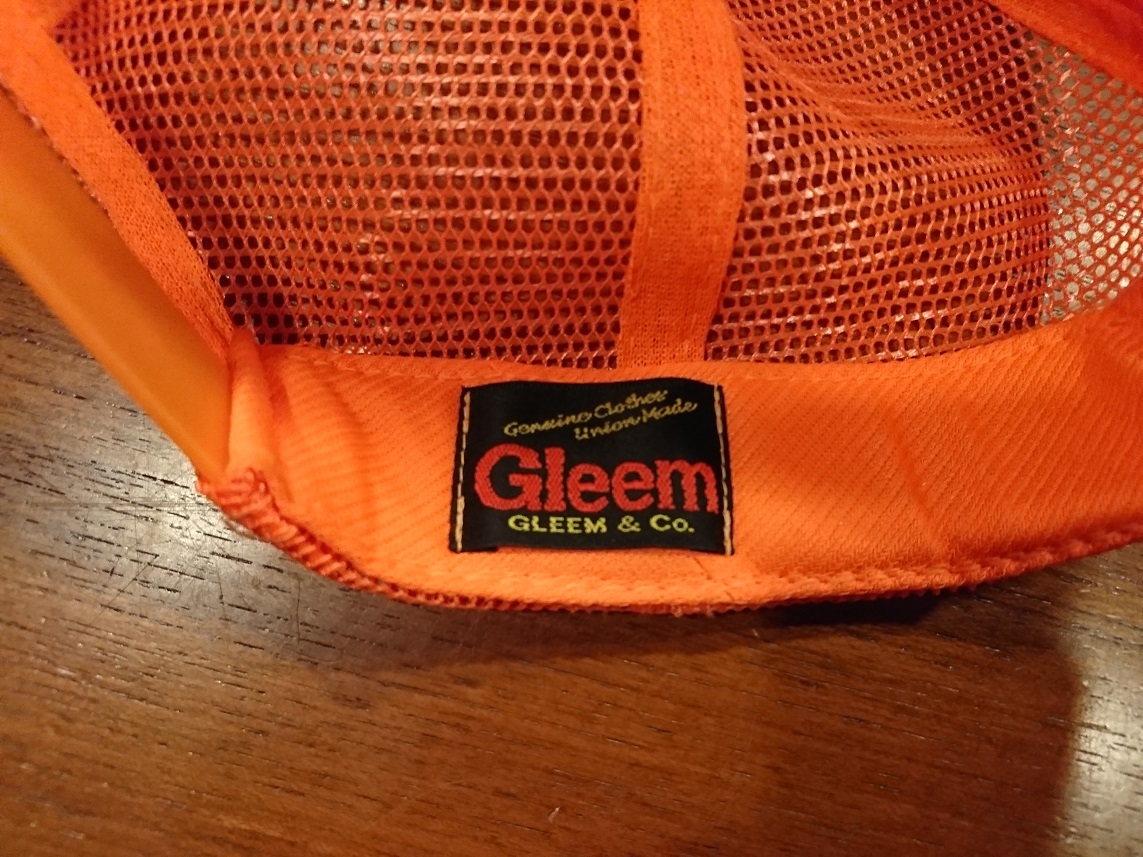 Genuine Clothes
Union Made
Gleem
GLEEM & Co.